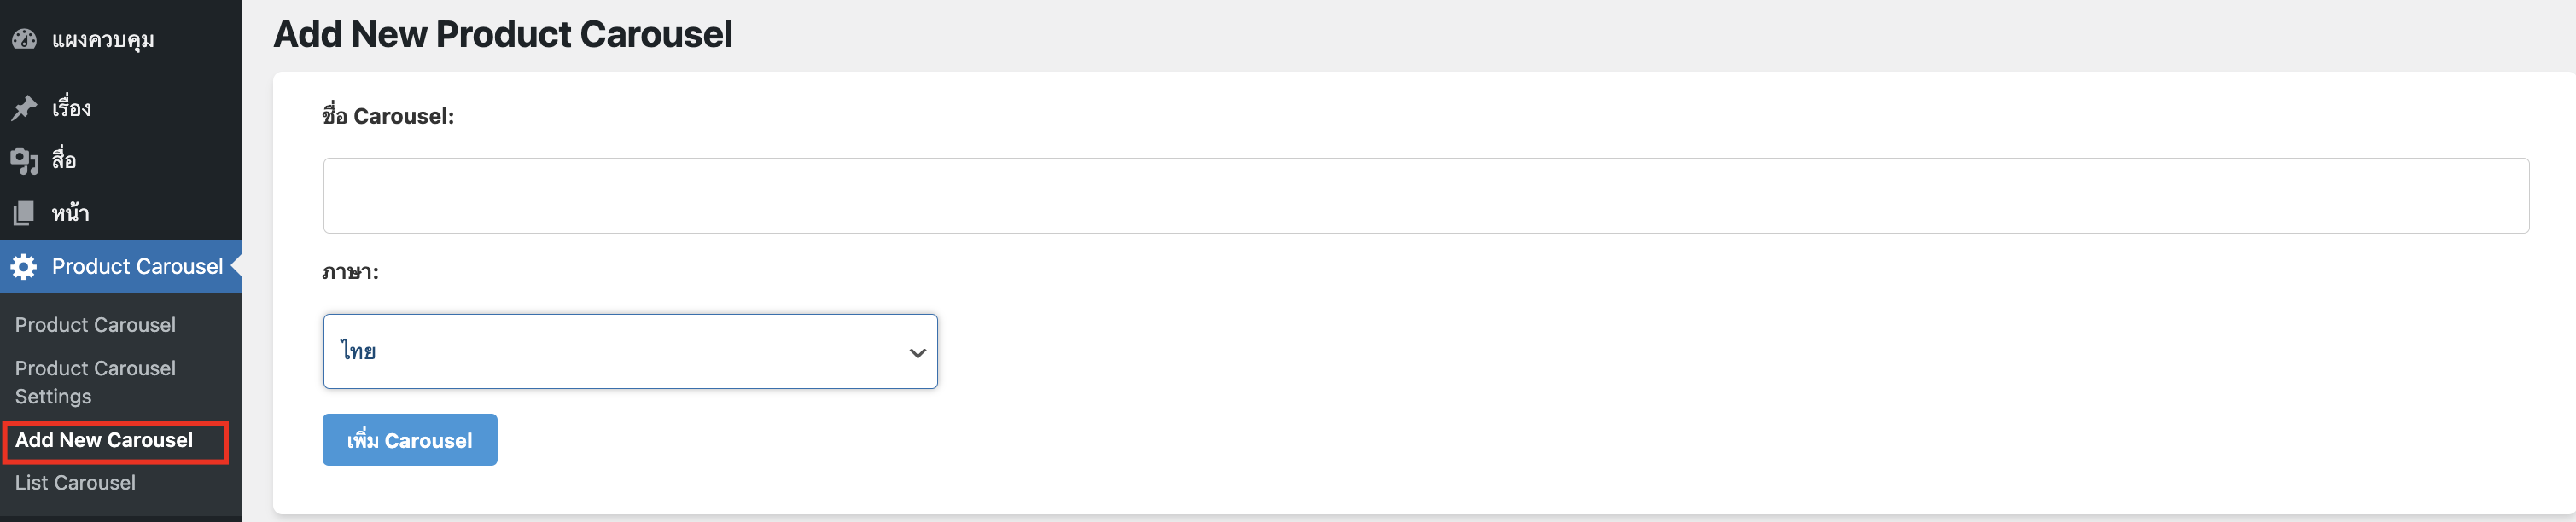 แผงควบคุม
เรื่อง
สื่อ
หน้า
Product Carousel
Product Carousel
Product Carousel
Settings
Add New Carousel
List Carousel
Add New Product Carousel
ชื่อ Carousel:
ภาษา:
ไทย
เพิ่ม Carousel